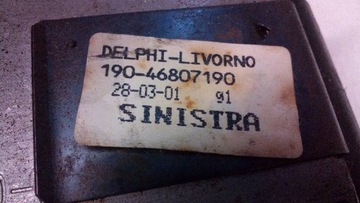 DELPHI-LIVORNO
190-46807190
28-03-01 91
SINISTRA